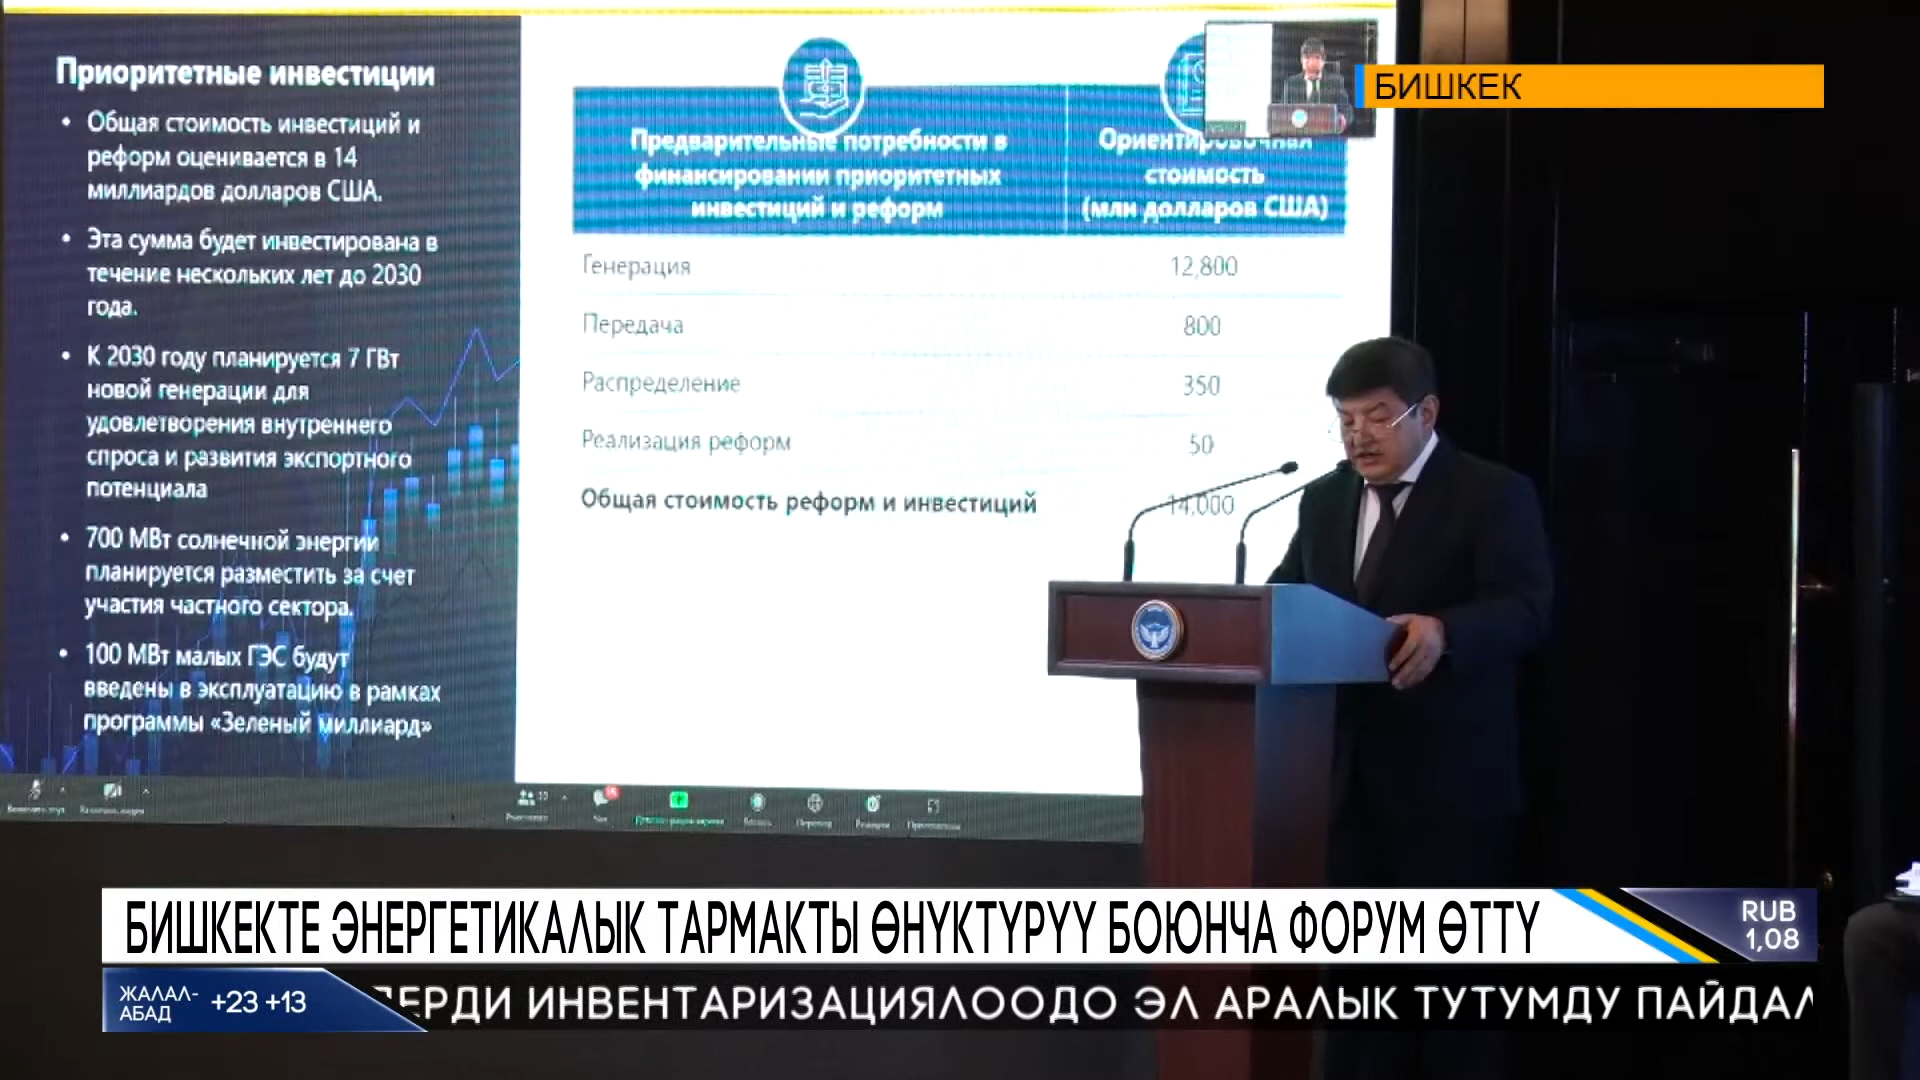 Приоритетные инвестиции
• Общая стоимость инвестиций и
реформ оценивается в 14
миллиардов долларов США.
• Эта сумма будет инвестирована в
течение нескольких лет до 2030
года.
• К 2030 году планируется 7 ГВт
новой генерации для
удовлетворения внутреннего
спроса и развития экспортного
потенциала
• 700 МВт солнечной энергии
планируется разместить за счет
участия частного сектора.
• 100 МВт малых ГЭС будут
введены в эксплуатацию в рамках
программы «Зеленый миллиард»
Предварительные потребности в
финансировании приоритетных
инвестиций и реформ
Ориентировочная
стоимость
(млн долларов США)
Генерация 12,800
Передача 800
Распределение 350
Реализация реформ 50
Общая стоимость реформ и инвестиций 14,000
БИШКЕК
БИШКЕКТЕ ЭНЕРГЕТИКАЛЫК ТАРМАКТЫ ӨНҮКТҮРҮҮ БОЮНЧА ФОРУМ ӨТТҮ
RUB
1,08
ЖАЛАЛ-
АБАД
+23 +13
ДЕРДИ ИНВЕНТАРИЗАЦИЯЛООДО ЭЛ АРАЛЫК ТУТУМДУ ПАЙДАЛ